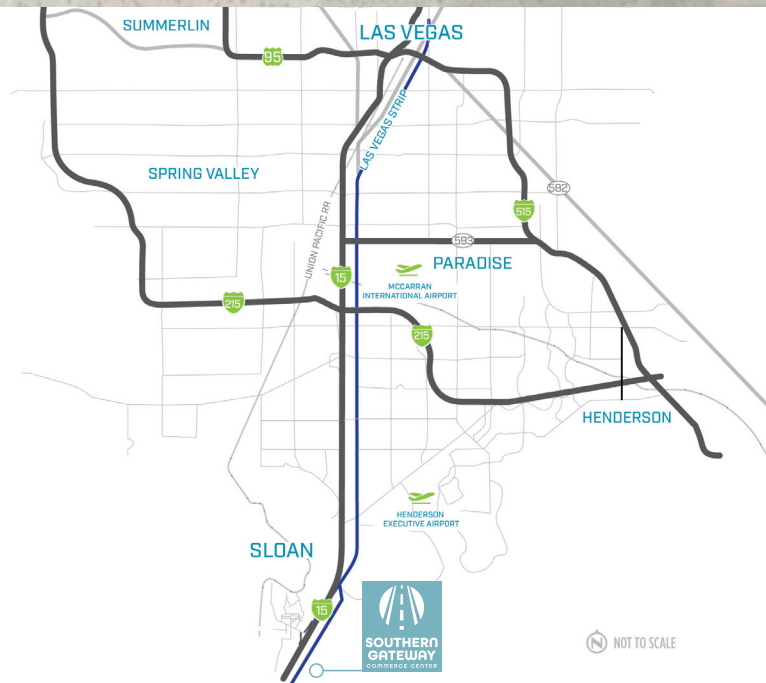 SUMMERLIN
LAS VEGAS
95
LAS VEGAS STRIP
SPRING VALLEY
582
515
UNION PACIFIC RR
593
PARADISE
15
MCCARRAN
INTERNATIONAL AIRPORT
215
215
HENDERSON
HENDERSON
EXECUTIVE AIRPORT
SLOAN
15
SOUTHERN
GATEWAY
COMMERCE CENTER
N NOT TO SCALE